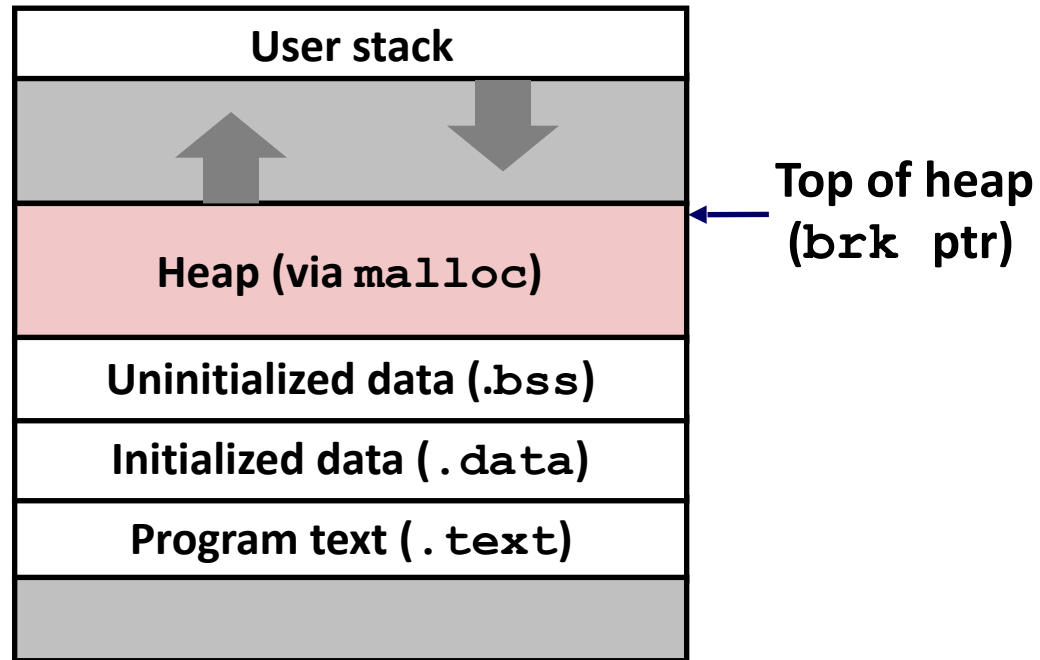 User stack
Top of heap
(brk ptr)
Heap (via malloc)
Uninitialized data (.bss)
Initialized data (.data)
Program text (.text)